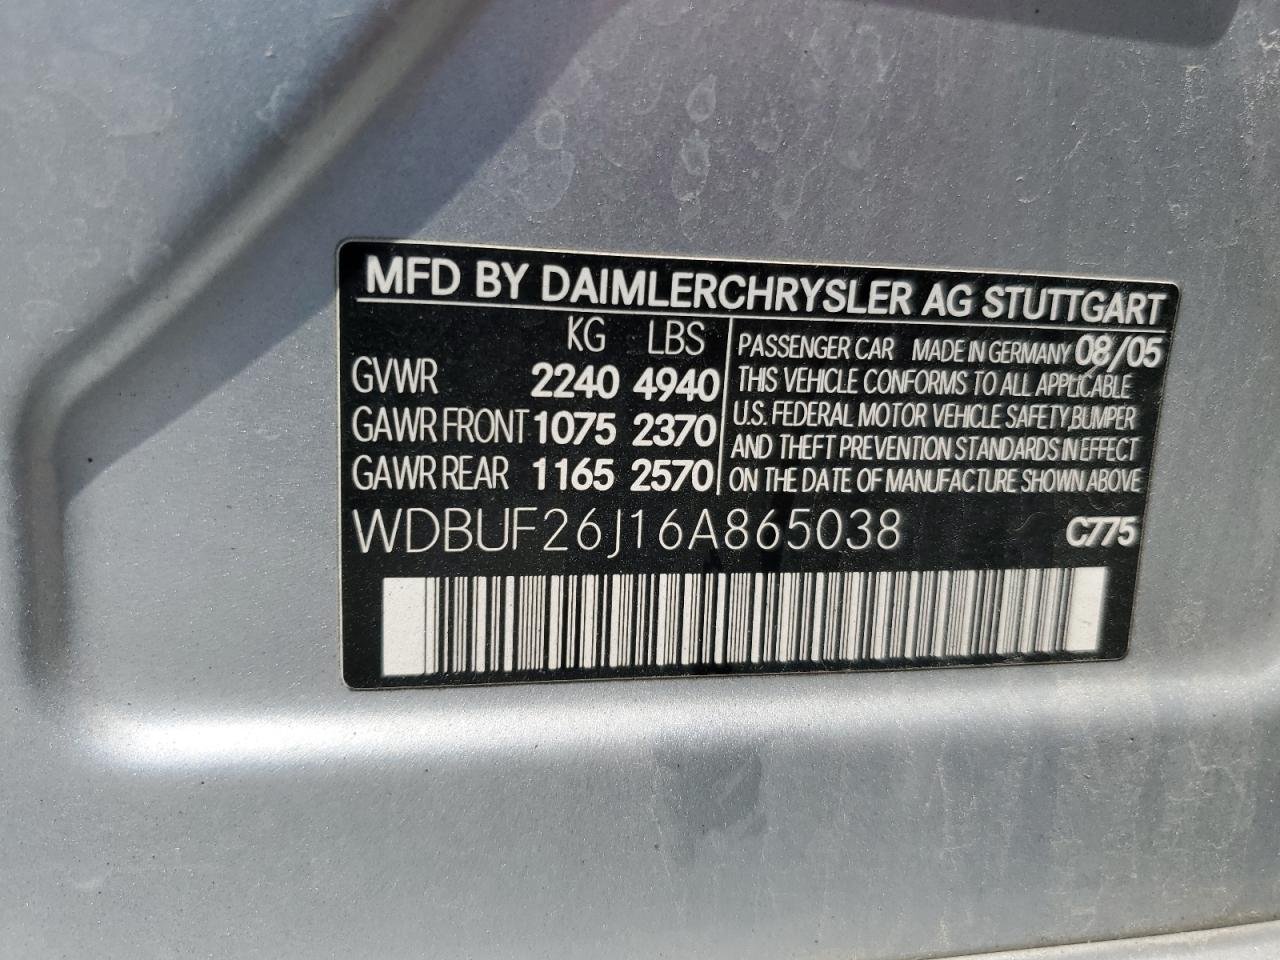 MFD BY DAIMLERCHRYSLER AG STUTTGART
KG LBS
GVWR 2240 4940
GAWR FRONT 1075 2370
GAWR REAR 1165 2570
PASSENGER CAR MADE IN GERMANY 08/05
THIS VEHICLE CONFORMS TO ALL APPLICABLE
U.S. FEDERAL MOTOR VEHICLE SAFETY,BUMPER
AND THEFT PREVENTION STANDARDS IN EFFECT
ON THE DATE OF MANUFACTURE SHOWN ABOVE
WDBUF26J16A865038 C775